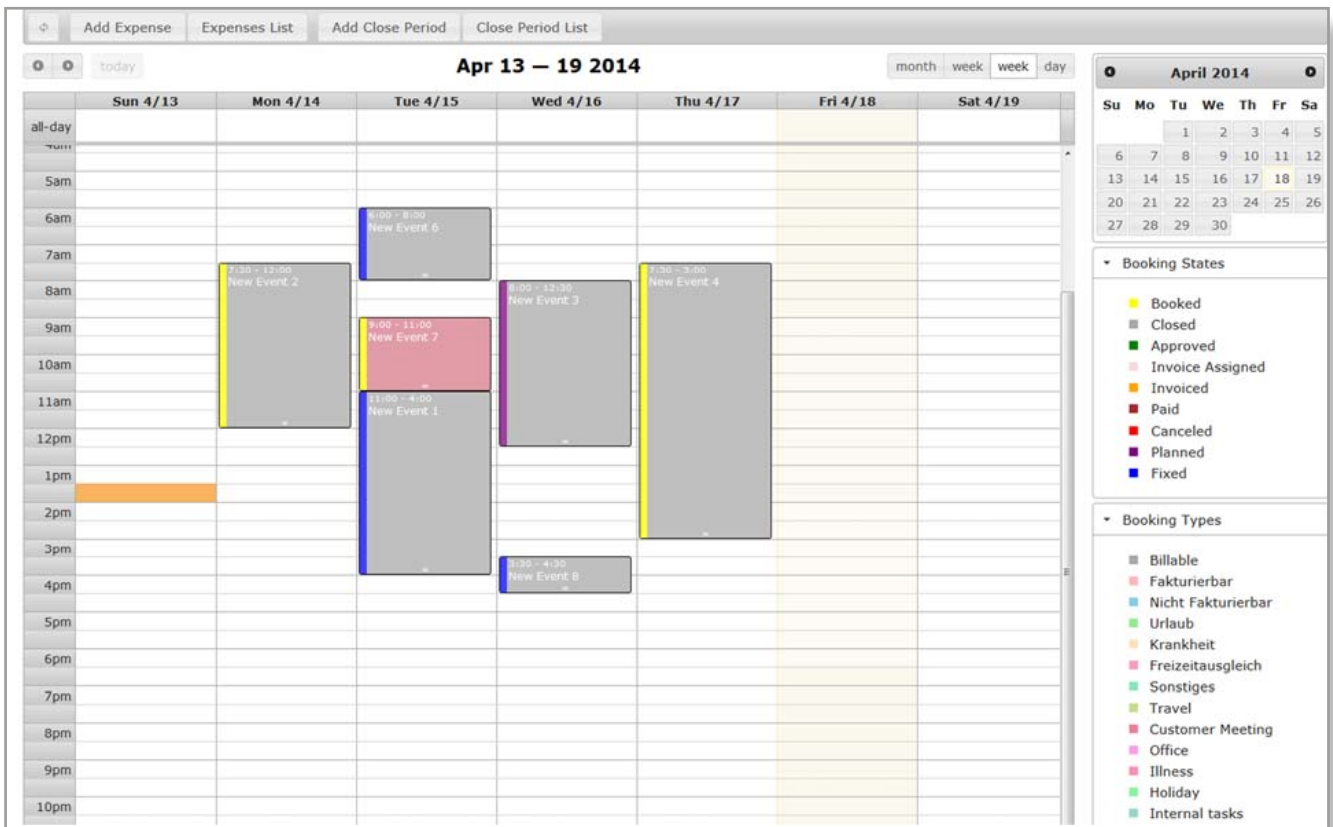 Add Expense Expenses List Add Close Period Close Period List
today Apr 13 — 19 2014 month week week day
Sun 4/13 Mon 4/14 Tue 4/15 Wed 4/16 Thu 4/17 Fri 4/18 Sat 4/19
all-day
4am
5am
6am
7am
8am
9am
10am
11am
12pm
1pm
2pm
3pm
4pm
5pm
6pm
7pm
8pm
9pm
10pm
7:30 - 12:00
New Event 2
6:00 - 8:00
New Event 6
9:00 - 11:00
New Event 7
11:00 - 4:00
New Event 1
8:00 - 12:30
New Event 3
3:30 - 4:30
New Event 8
7:30 - 3:00
New Event 4
April 2014
Su Mo Tu We Th Fr Sa
1 2 3 4 5
6 7 8 9 10 11 12
13 14 15 16 17 18 19
20 21 22 23 24 25 26
27 28 29 30
Booking States
Booked
Closed
Approved
Invoice Assigned
Invoiced
Paid
Canceled
Planned
Fixed
Booking Types
Billable
Fakturierbar
Nicht Fakturierbar
Urlaub
Krankheit
Freizeitausgleich
Sonstiges
Travel
Customer Meeting
Office
Illness
Holiday
Internal tasks